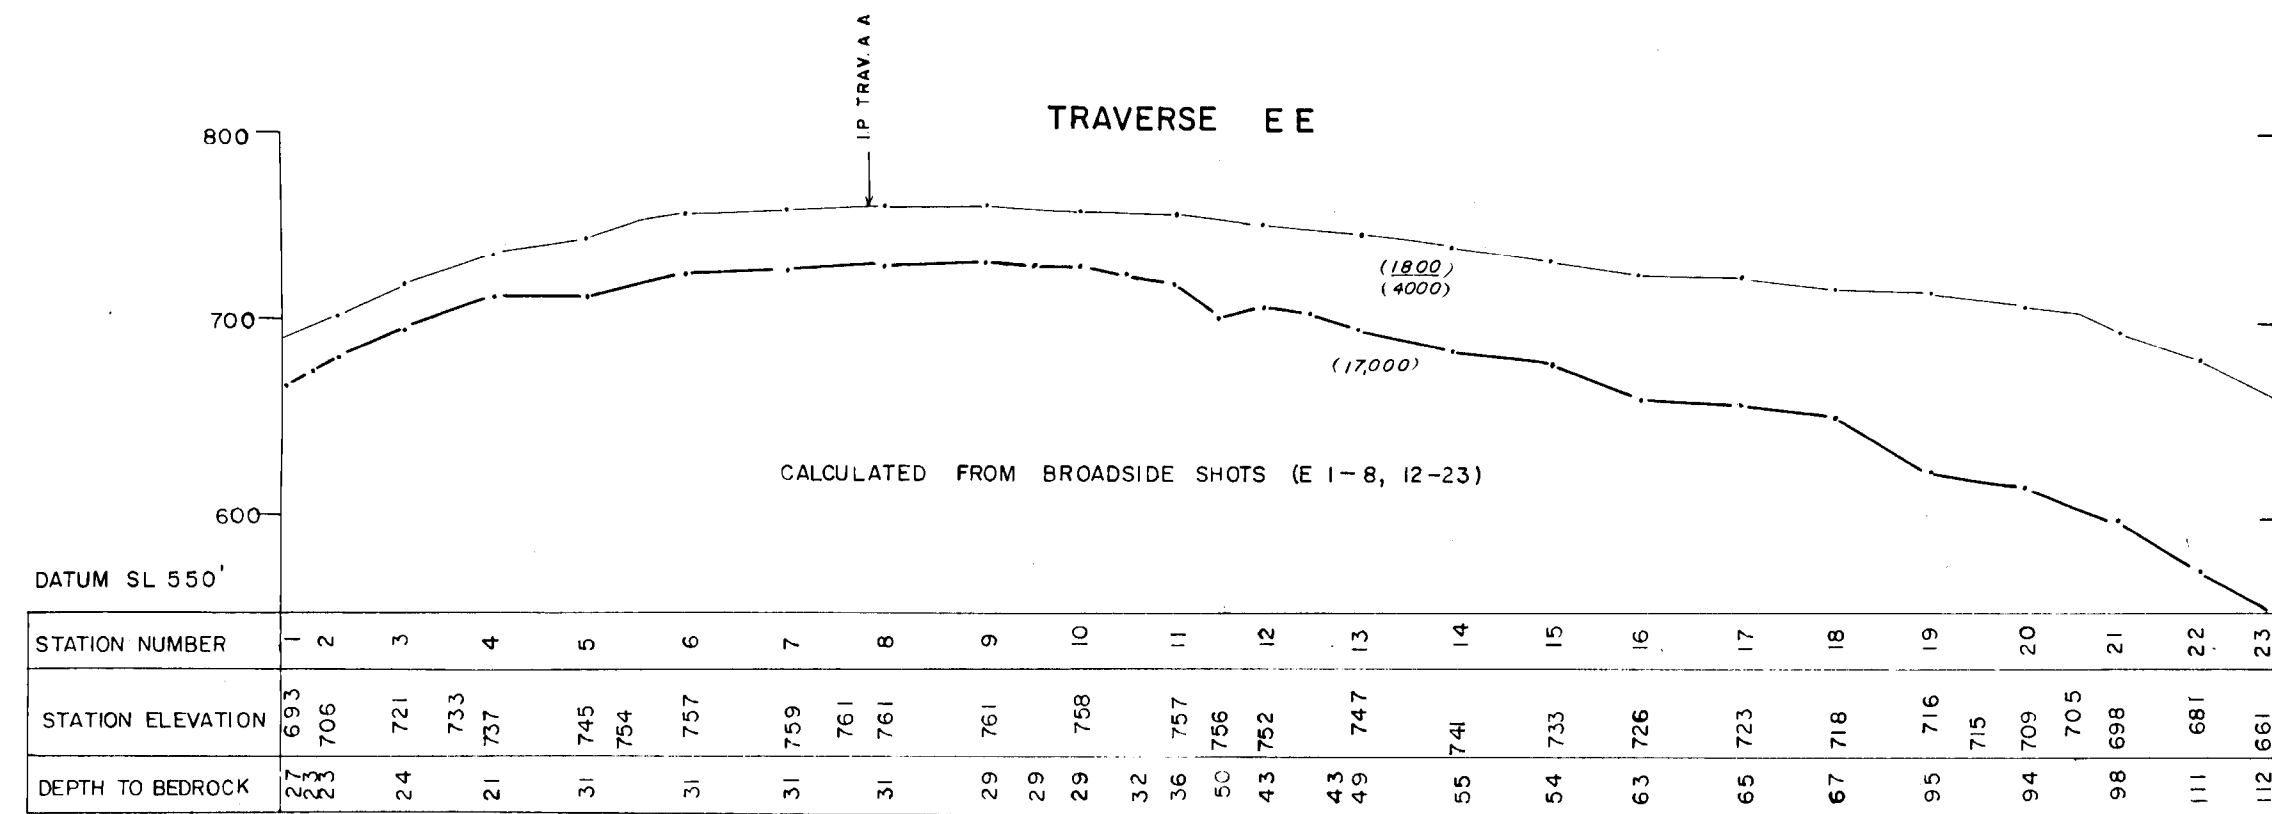 I.P TRAV. A A
TRAVERSE E E
800
700
600
(1800)
(4000)
(17,000)
CALCULATED FROM BROADSIDE SHOTS (E 1-8, 12-23)
DATUM SL 550'
STATION NUMBER 1 2 3 4 5 6 7 8 9 10 11 12 13 14 15 16 17 18 19 20 21 22 23
STATION ELEVATION 693 706 721 733 737 745 754 757 759 761 761 761 758 757 756 752 747 741 733 726 723 718 716 715 709 705 698 681 661
DEPTH TO BEDROCK 27 23 23 24 21 31 31 31 31 29 29 29 32 36 50 43 43 49 55 54 63 65 67 95 94 98 111 112